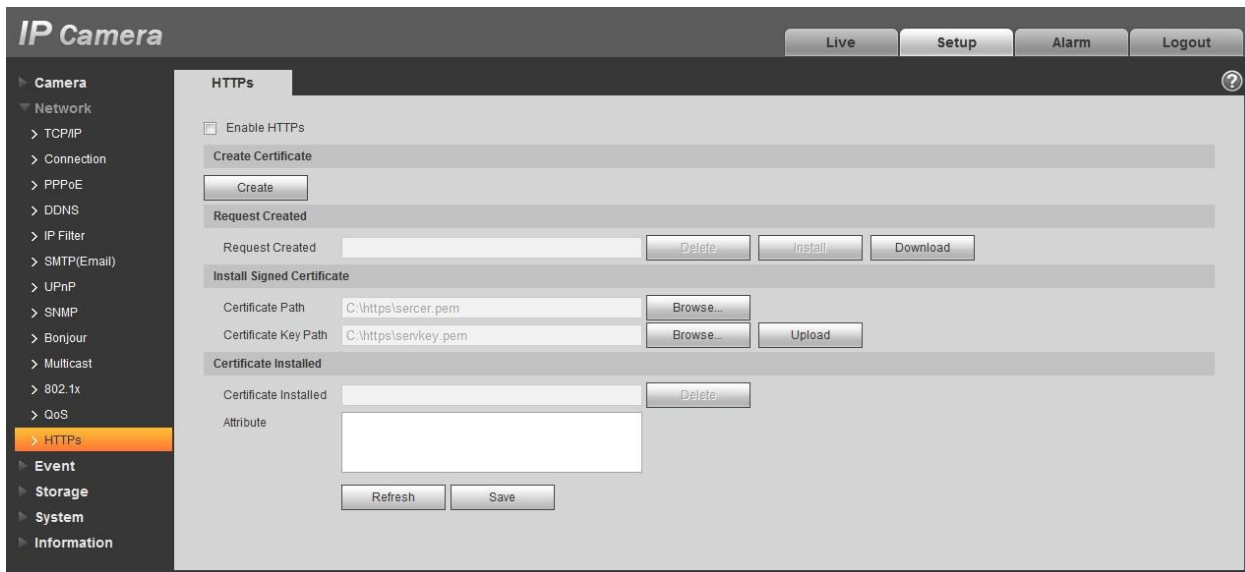 IP Camera
Live Setup Alarm Logout
Camera
Network
TCP/IP
Connection
PPPoE
DDNS
IP Filter
SMTP(Email)
UPnP
SNMP
Bonjour
Multicast
802.1x
QoS
HTTPs
Event
Storage
System
Information
HTTPs
?
Enable HTTPs
Create Certificate
Create
Request Created
Request Created Delete Install Download
Install Signed Certificate
Certificate Path C:\https\sercer.pem Browse...
Certificate Key Path C:\https\servkey.pem Browse... Upload
Certificate Installed
Certificate Installed Delete
Attribute
Refresh Save